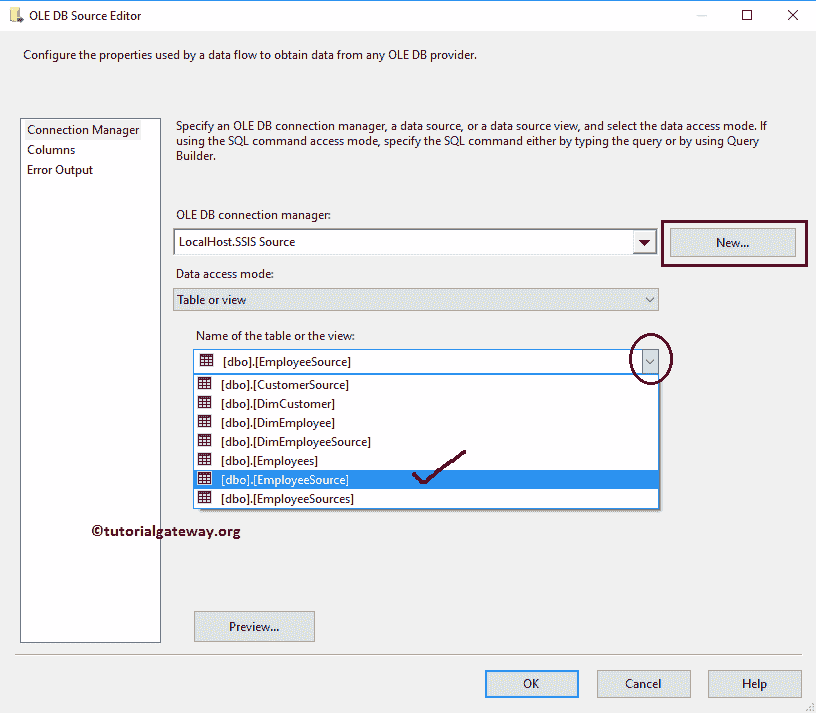 OLE DB Source Editor
Configure the properties used by a data flow to obtain data from any OLE DB provider.
Connection Manager
Columns
Error Output
Specify an OLE DB connection manager, a data source, or a data source view, and select the data access mode. If
using the SQL command access mode, specify the SQL command either by typing the query or by using Query
Builder.
OLE DB connection manager:
LocalHost.SSIS Source
New...
Data access mode:
Table or view
Name of the table or the view:
[dbo].[EmployeeSource]
[dbo].[CustomerSource]
[dbo].[DimCustomer]
[dbo].[DimEmployee]
[dbo].[DimEmployeeSource]
[dbo].[Employees]
[dbo].[EmployeeSource]
[dbo].[EmployeeSources]
©tutorialgateway.org
Preview...
OK
Cancel
Help